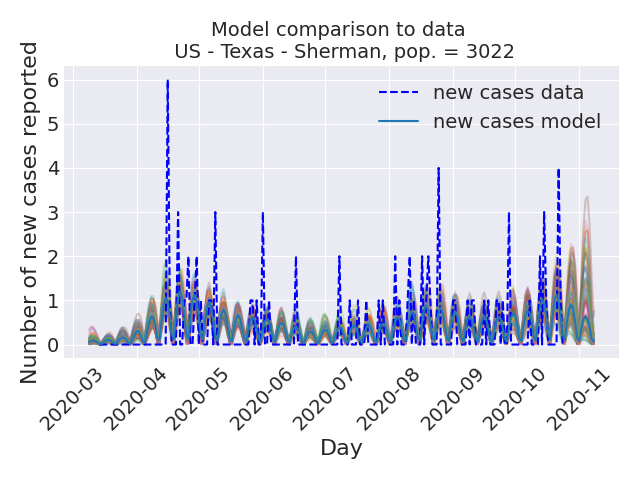 Model comparison to data
US - Texas - Sherman, pop. = 3022
Number of new cases reported
6
5
4
3
2
1
0
new cases data
new cases model
2020-03
2020-04
2020-05
2020-06
2020-07
2020-08
2020-09
2020-10
2020-11
Day